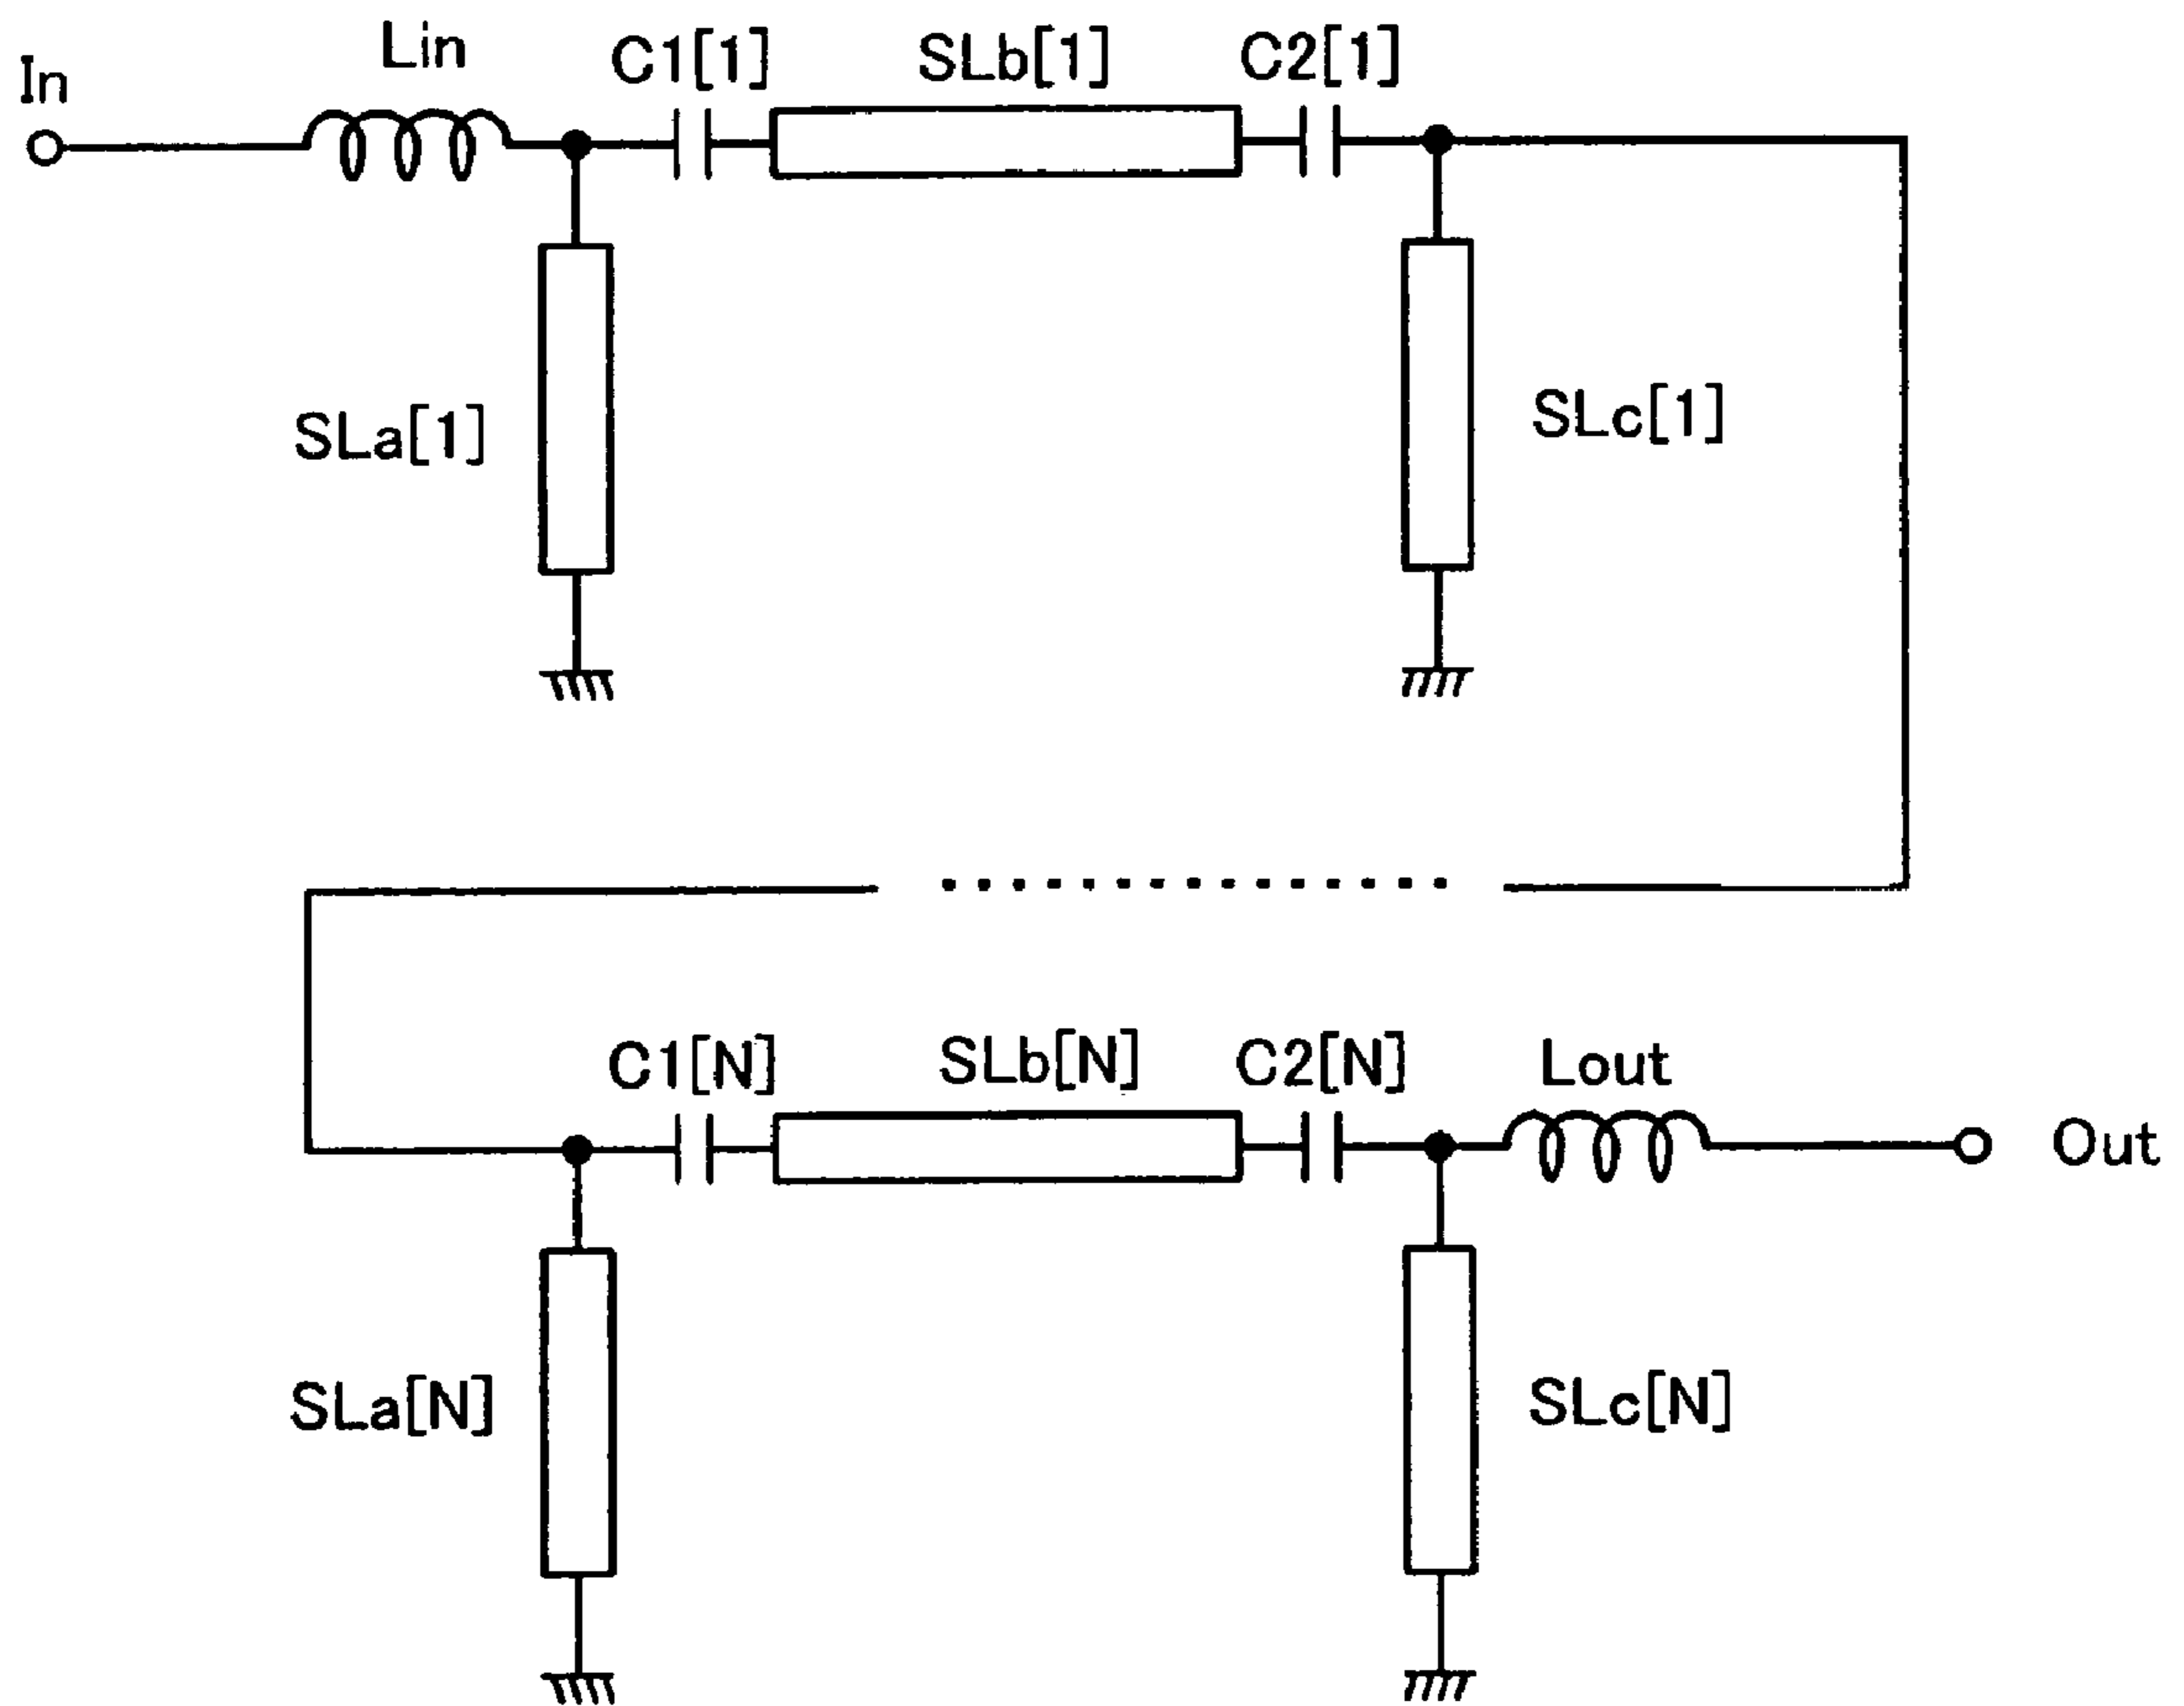 In
Lin
C1[1]
SLb[1]
C2[1]
SLa[1]
SLc[1]
C1[N]
SLb[N]
C2[N]
Lout
Out
SLa[N]
SLc[N]